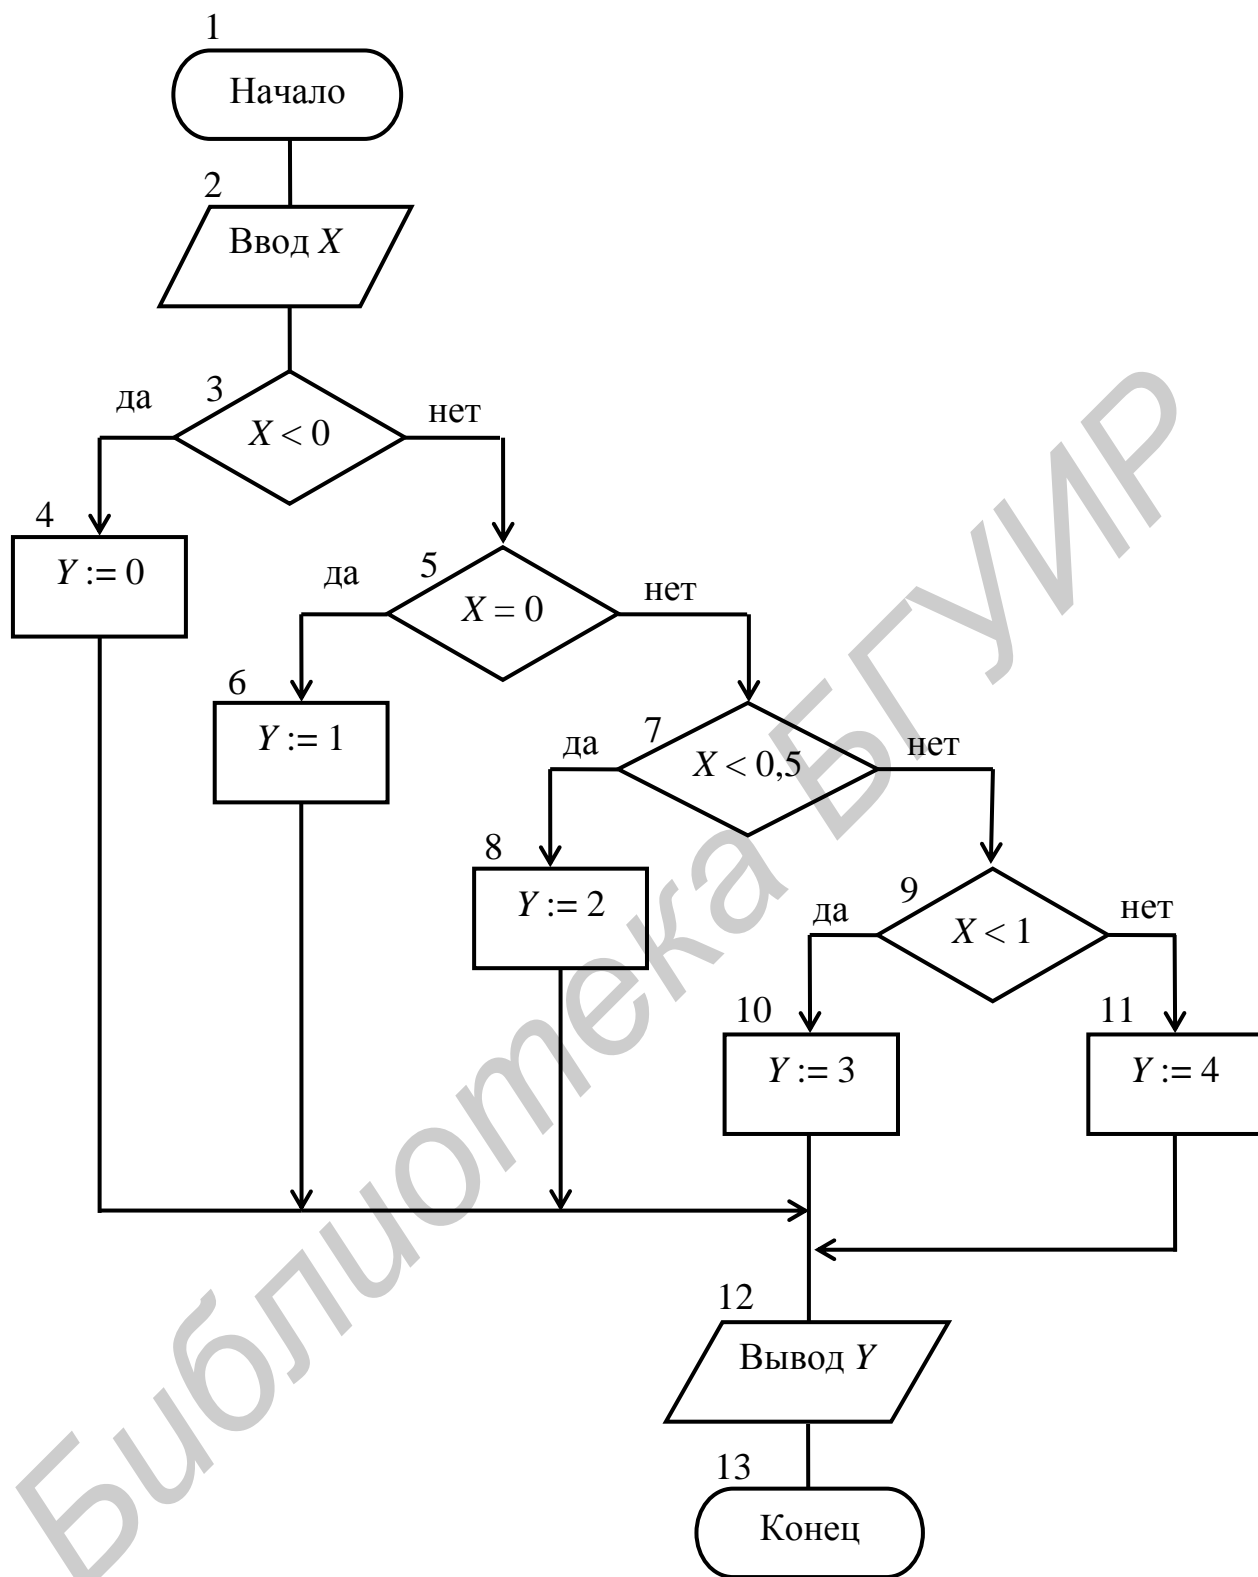 1
Начало
2
Ввод X
3
да
нет
X < 0
4
Y := 0
5
да
нет
X = 0
6
Y := 1
7
да
нет
X < 0,5
8
Y := 2
9
да
нет
X < 1
10
Y := 3
11
Y := 4
12
Вывод Y
13
Конец
Библиотека БГУИР